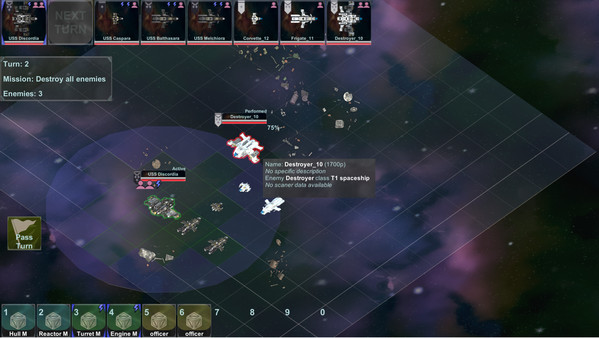 USS Discordia
NEXT
TURN
USS Caspara
USS Balthasara
USS Melchiora
Corvette_12
Frigate_11
Destroyer_10
Turn: 2
Mission: Destroy all enemies
Enemies: 3
Performed
Destroyer_10
75%
Active
USS Discordia
Name: Destroyer_10 (1700p)
No specific description
Enemy Destroyer class T1 spaceship
No scaner data available
Pass
Turn
1 2 3 4 5 6 7 8 9 0
Hull M Reactor M Turret M Engine M officer officer